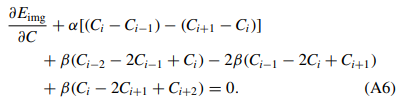 ∂E_img/∂C + α[(C_i − C_{i−1}) − (C_{i+1} − C_i)]
+ β(C_{i−2} − 2C_{i−1} + C_i) − 2β(C_{i−1} − 2C_i + C_{i+1})
+ β(C_i − 2C_{i+1} + C_{i+2}) = 0. (A6)